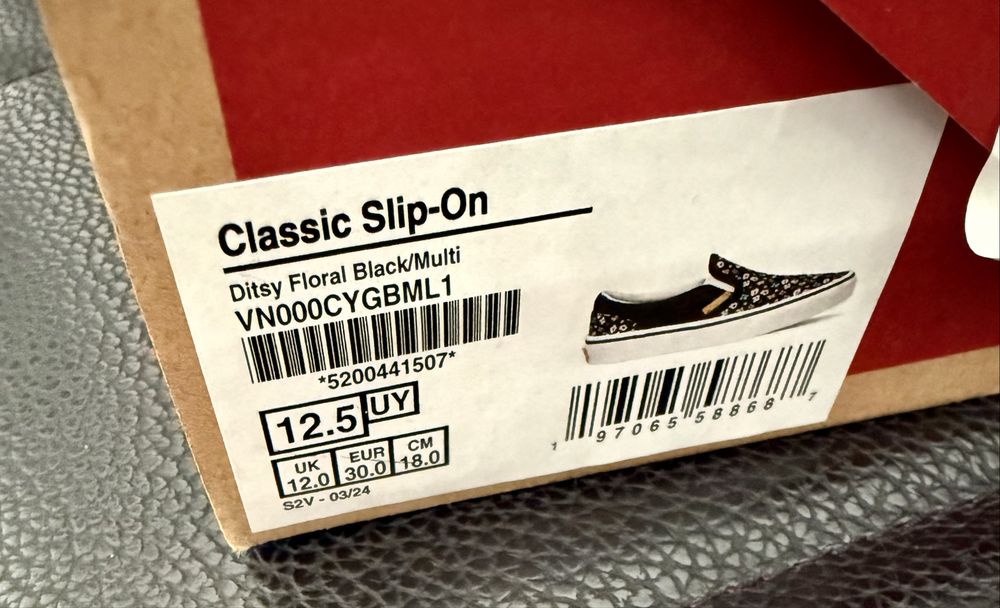 Classic Slip-On
Ditsy Floral Black/Multi
VN000CYGBML1
*5200441507*
12.5 UY
UK EUR CM
12.0 30.0 18.0
S2V - 03/24
1 97065 58868 7